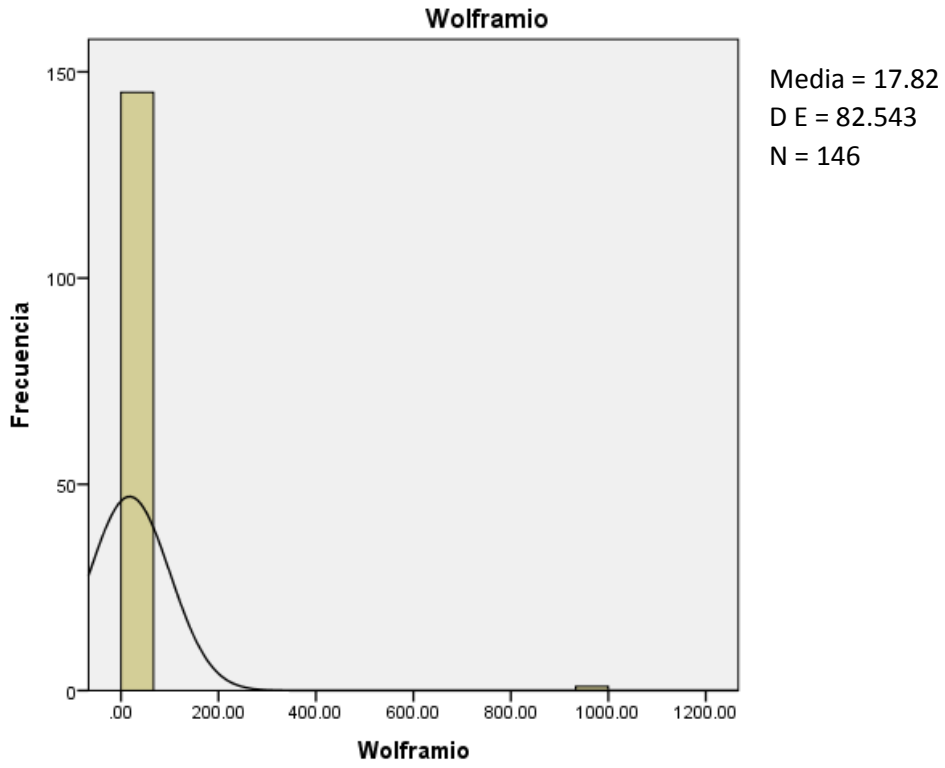 Wolframio
Media = 17.82
D E = 82.543
N = 146
150
100
50
0
Frecuencia
.00 200.00 400.00 600.00 800.00 1000.00 1200.00
Wolframio